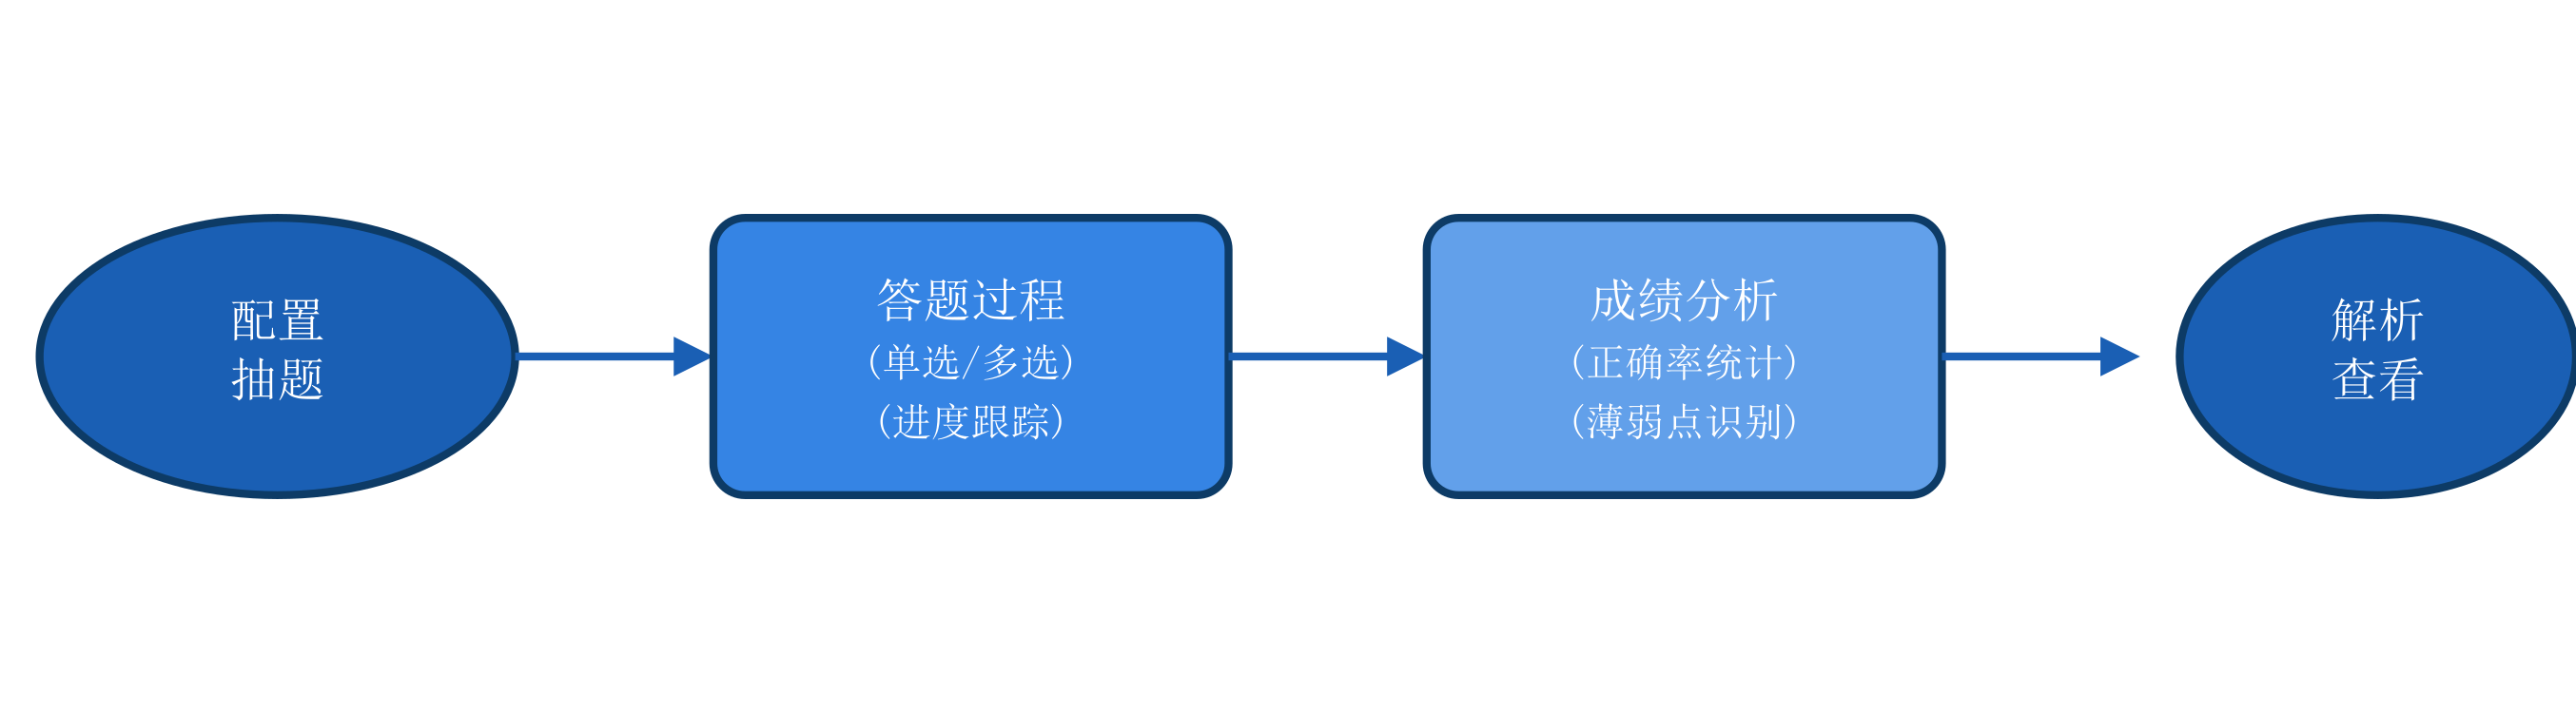 配置
抽题
答题过程
(单选/多选)
(进度跟踪)
成绩分析
(正确率统计)
(薄弱点识别)
解析
查看